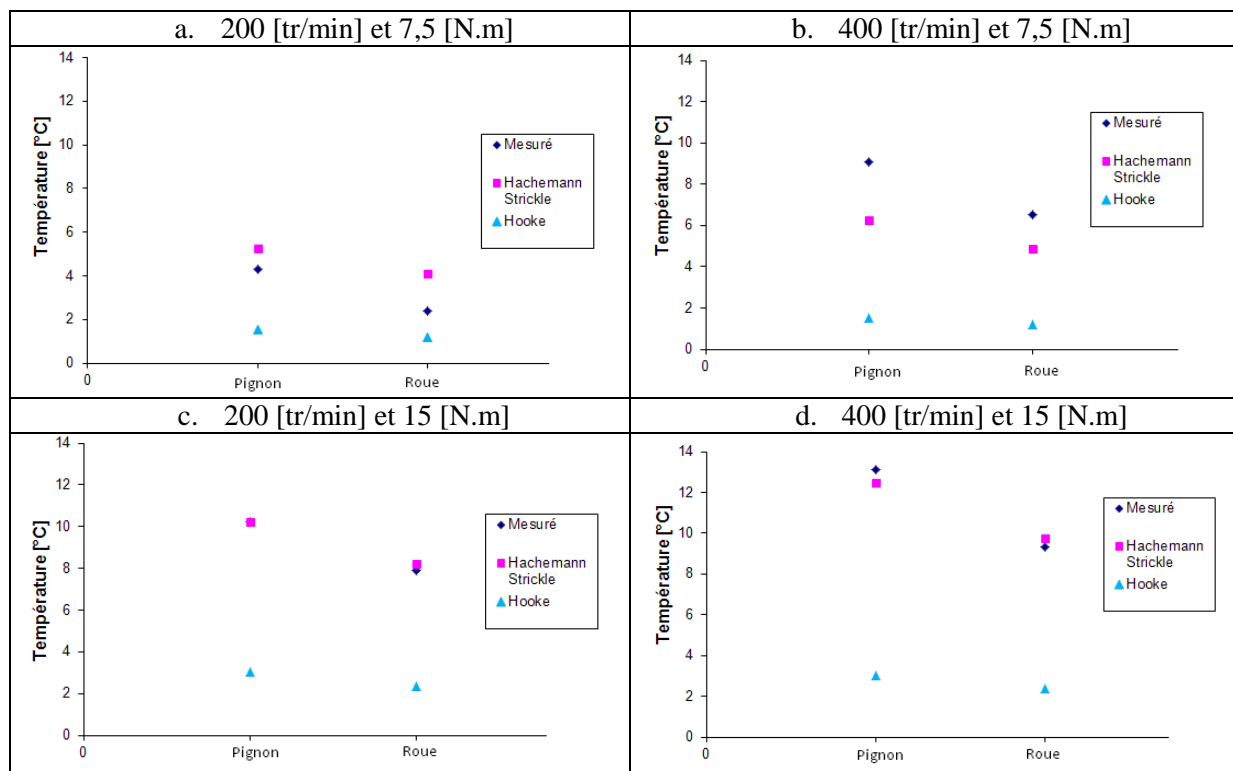 a. 200 [tr/min] et 7,5 [N.m]
Température [°C]
14
12
10
8
6
4
2
0
0
Pignon
Roue
Mesuré
Hachemann
Strickle
Hooke
b. 400 [tr/min] et 7,5 [N.m]
Température [°C]
14
12
10
8
6
4
2
0
0
Pignon
Roue
Mesuré
Hachemann
Strickle
Hooke
c. 200 [tr/min] et 15 [N.m]
Température [°C]
14
12
10
8
6
4
2
0
0
Pignon
Roue
Mesuré
Hachemann
Strickle
Hooke
d. 400 [tr/min] et 15 [N.m]
Température [°C]
14
12
10
8
6
4
2
0
0
Pignon
Roue
Mesuré
Hachemann
Strickle
Hooke